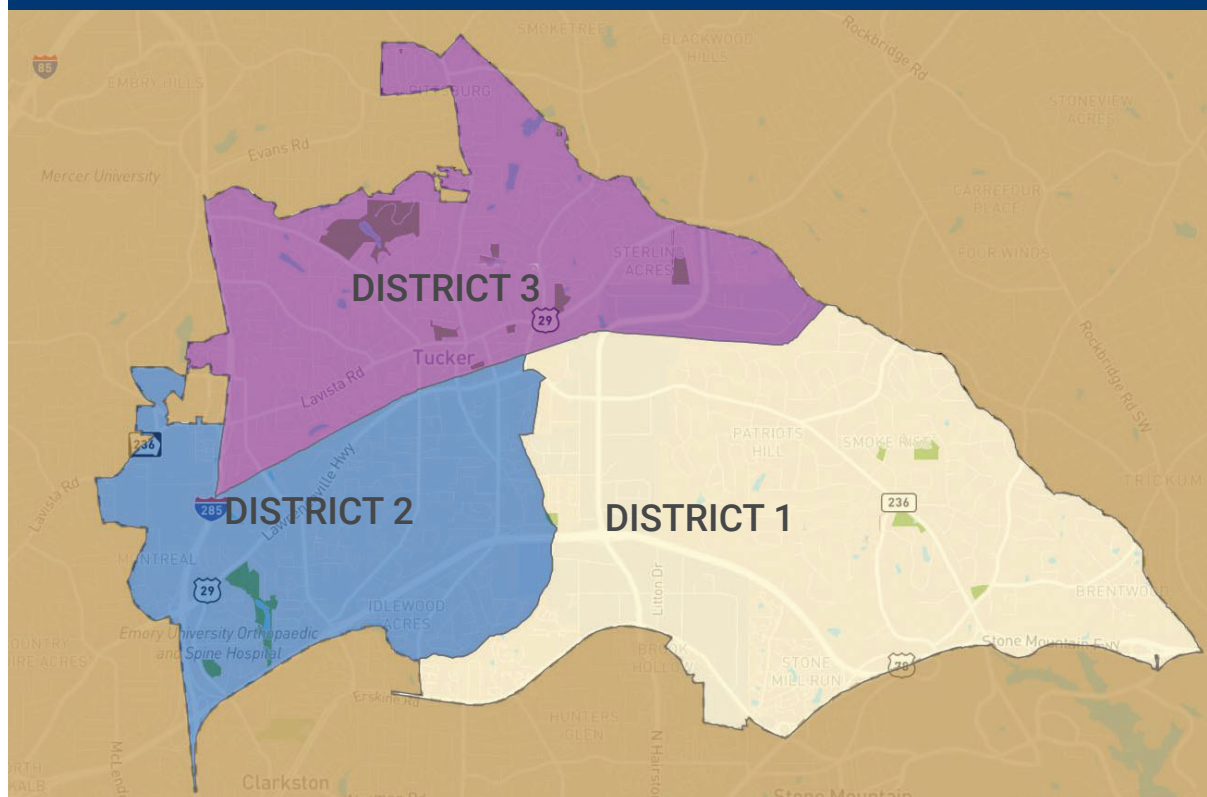 SMOKETREE
BLACKWOOD
HILLS
Rockbridge Rd
85
EMBRY HILLS
PITTSBURG
STONEVIEW
ACRES
Evans Rd
Mercer University
CARREFOUR
PLACE
STERLING
ACRES
FOUR WINDS
DISTRICT 3
29
Tucker
Lavista Rd
Rockbridge Rd SW
236
PATRIOTS
HILL
SMOKE RISE
Lavista Rd
Lawrenceville Hwy
TRICKUM
285
DISTRICT 2
DISTRICT 1
236
MONTREAL
29
IDLEWOOD
ACRES
Litton Dr
BRENTWOOD
Emory University Orthopaedic
and Spine Hospital
Stone Mountain Fwy
BROOK
HOLLOW
STONE
MILL RUN
78
Erskine Rd
HUNTERS
GLEN
N Hairston
Clarkston
Stone Mountain